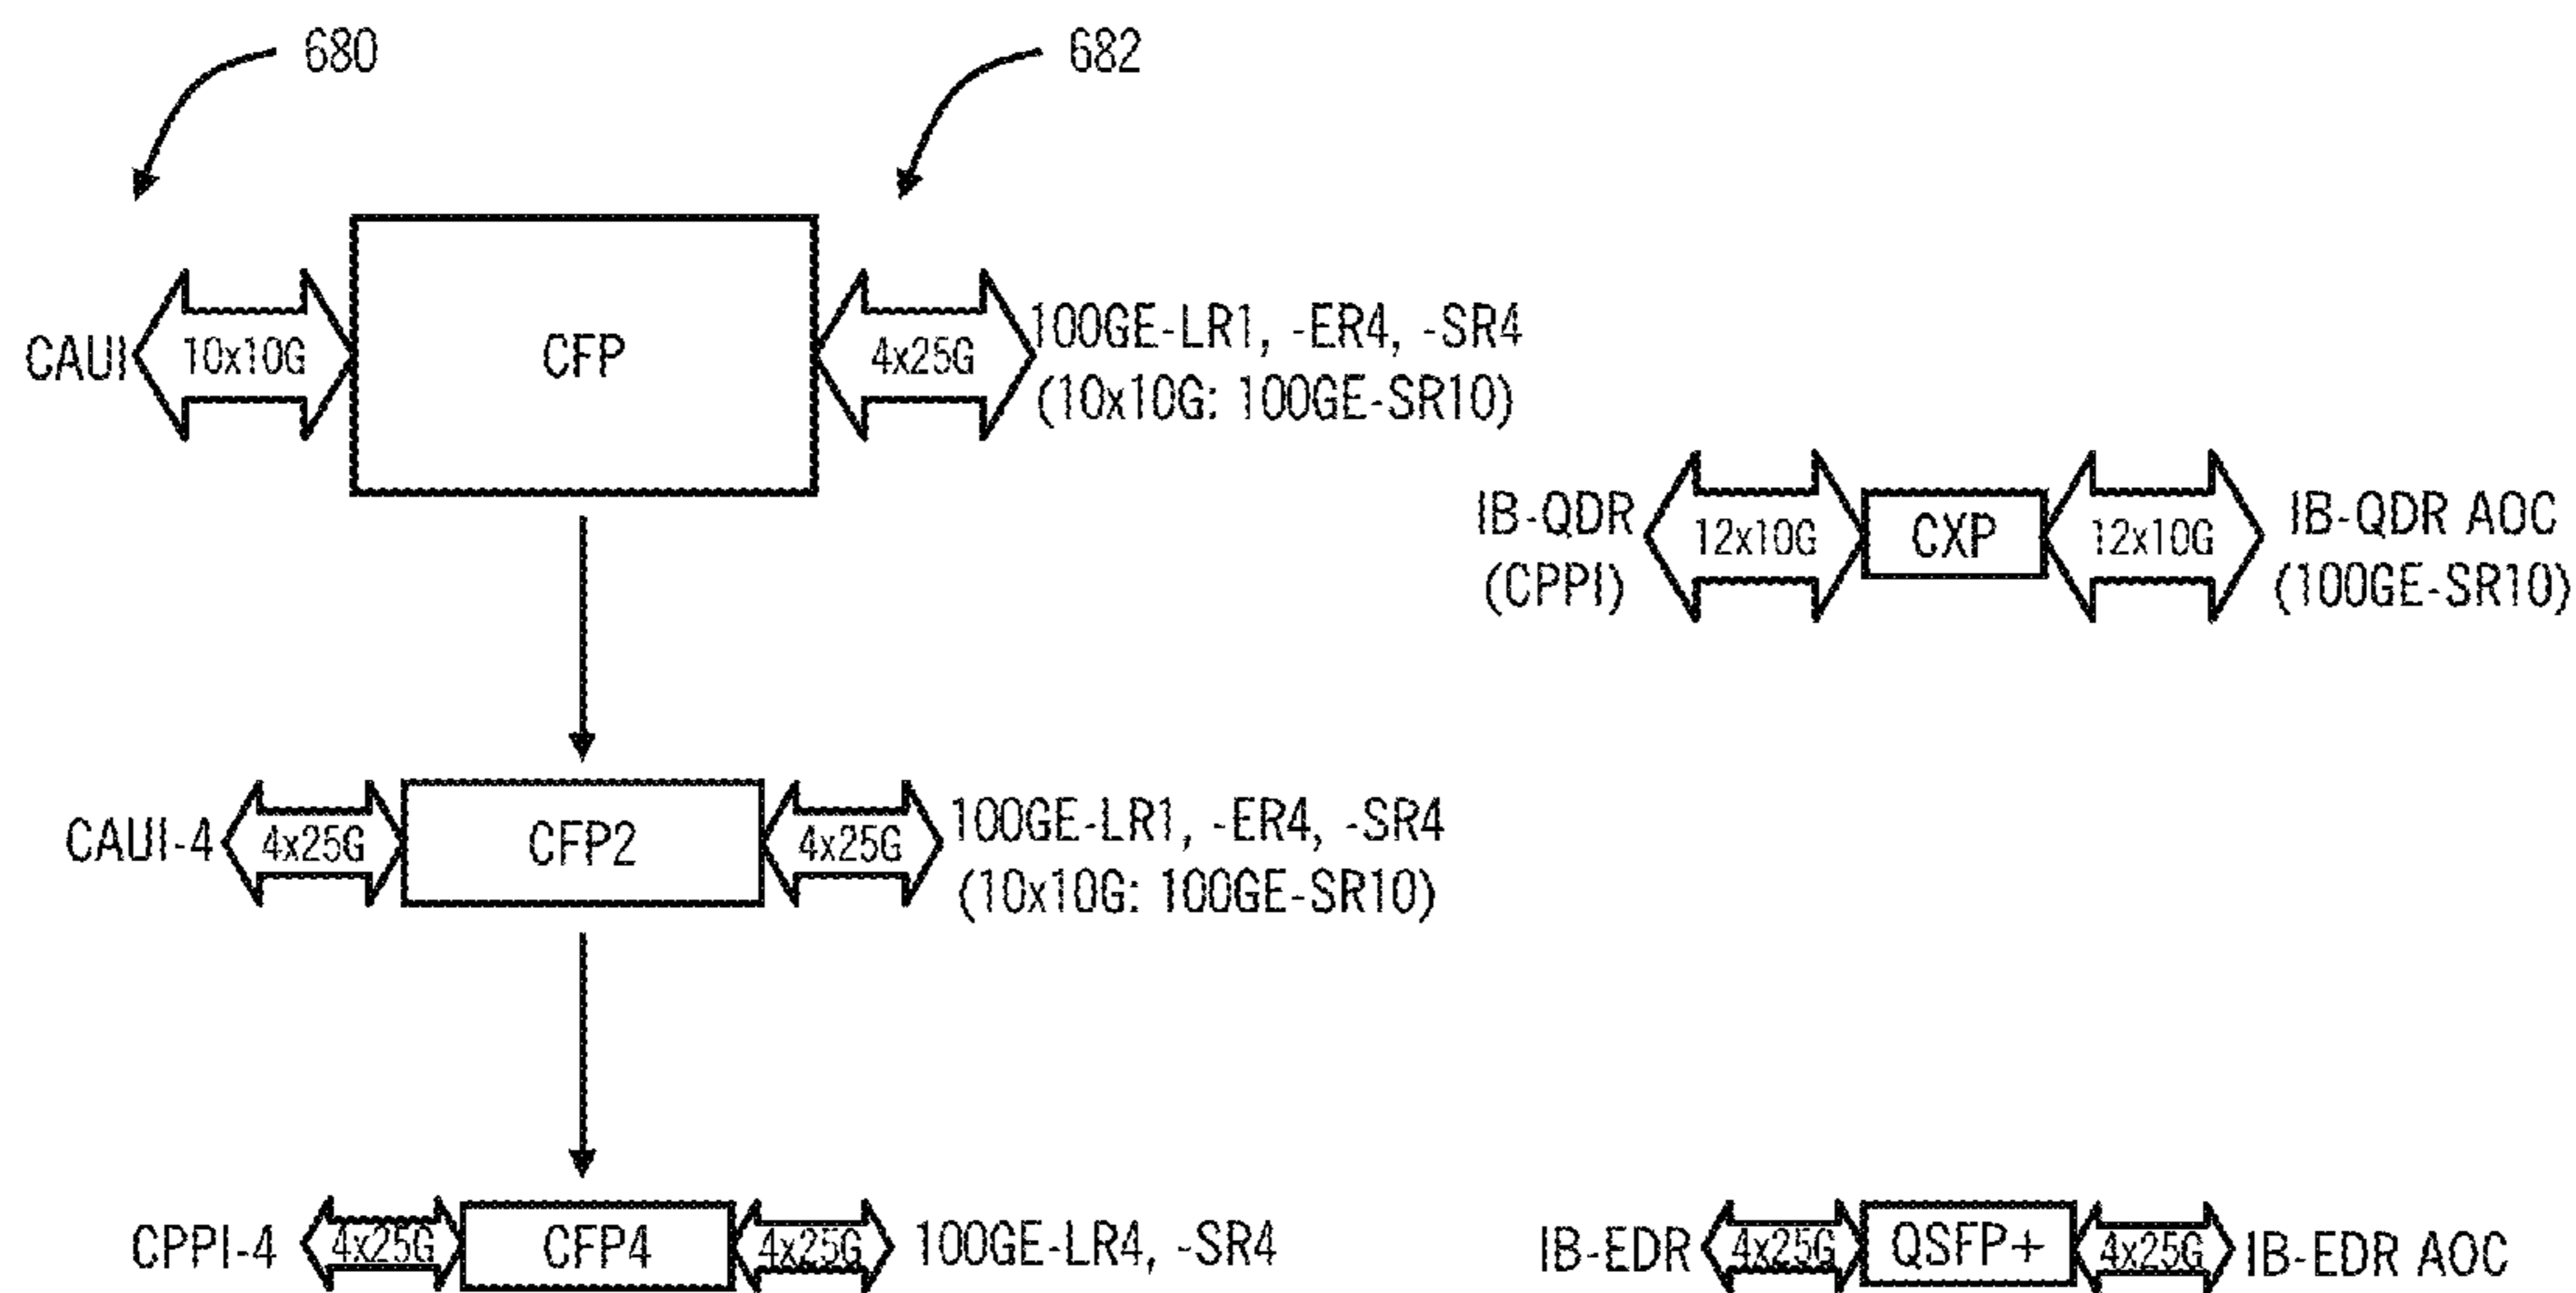 680
682
CAUI
10x10G
CFP
4x25G
100GE-LR1, -ER4, -SR4
(10x10G: 100GE-SR10)
IB-QDR
(CPPI)
12x10G
CXP
12x10G
IB-QDR AOC
(100GE-SR10)
CAUI-4
4x25G
CFP2
4x25G
100GE-LR1, -ER4, -SR4
(10x10G: 100GE-SR10)
CPPI-4
4x25G
CFP4
4x25G
100GE-LR4, -SR4
IB-EDR
4x25G
QSFP+
4x25G
IB-EDR AOC